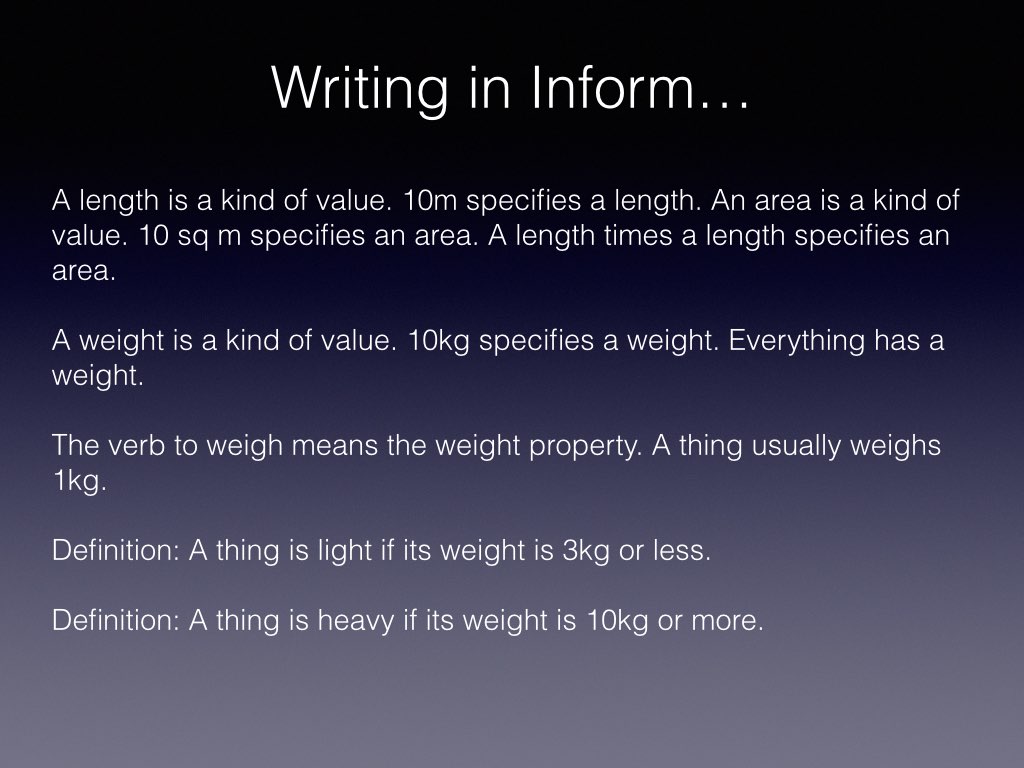 Writing in Inform…
A length is a kind of value. 10m specifies a length. An area is a kind of
value. 10 sq m specifies an area. A length times a length specifies an
area.
A weight is a kind of value. 10kg specifies a weight. Everything has a
weight.
The verb to weigh means the weight property. A thing usually weighs
1kg.
Definition: A thing is light if its weight is 3kg or less.
Definition: A thing is heavy if its weight is 10kg or more.